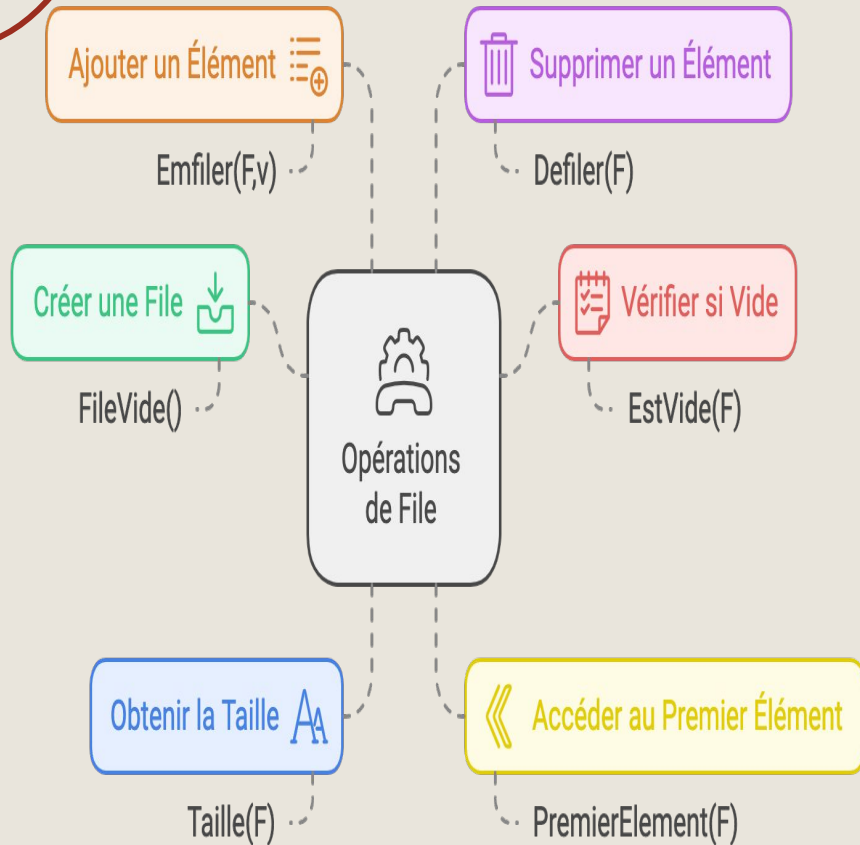 Ajouter un Élément
Supprimer un Élément
Emfiler(F,v)
Defiler(F)
Créer une File
Vérifier si Vide
FileVide()
EstVide(F)
Opérations
de File
Obtenir la Taille
Accéder au Premier Élément
Taille(F)
PremierElement(F)